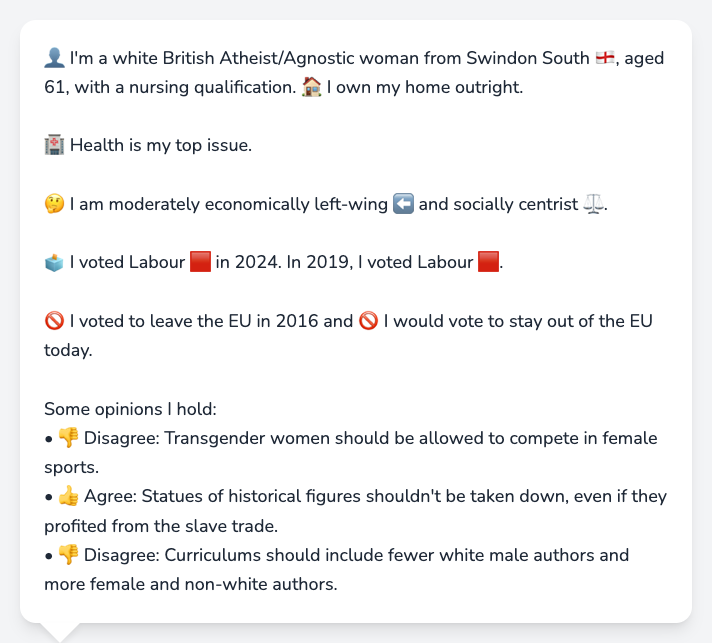 👤 I'm a white British Atheist/Agnostic woman from Swindon South 🏴󠁧󠁢󠁥󠁮󠁧󠁿, aged
61, with a nursing qualification. 🏠 I own my home outright.
🏥 Health is my top issue.
🤔 I am moderately economically left-wing ⬅️ and socially centrist ⚖️.
🗳️ I voted Labour 🟥 in 2024. In 2019, I voted Labour 🟥.
🚫 I voted to leave the EU in 2016 and 🚫 I would vote to stay out of the EU
today.
Some opinions I hold:
• 👎 Disagree: Transgender women should be allowed to compete in female
sports.
• 👍 Agree: Statues of historical figures shouldn't be taken down, even if they
profited from the slave trade.
• 👎 Disagree: Curriculums should include fewer white male authors and
more female and non-white authors.